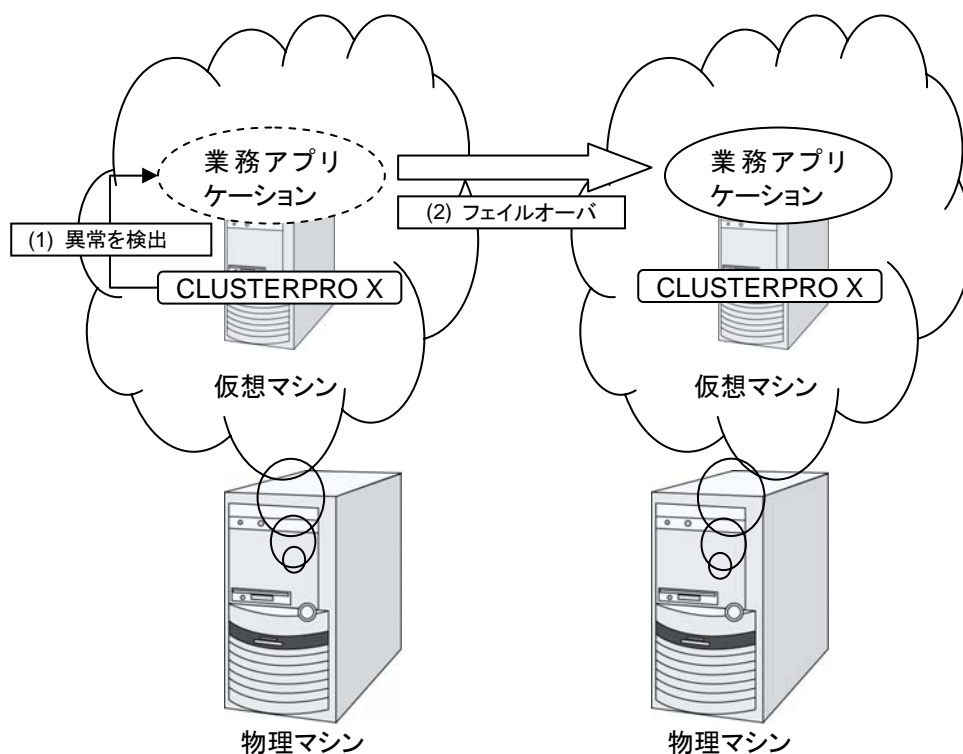 業務アプリ
ケーション
業務アプリ
ケーション
(2) フェイルオーバ
(1) 異常を検出
CLUSTERPRO X
CLUSTERPRO X
仮想マシン
仮想マシン
物理マシン
物理マシン